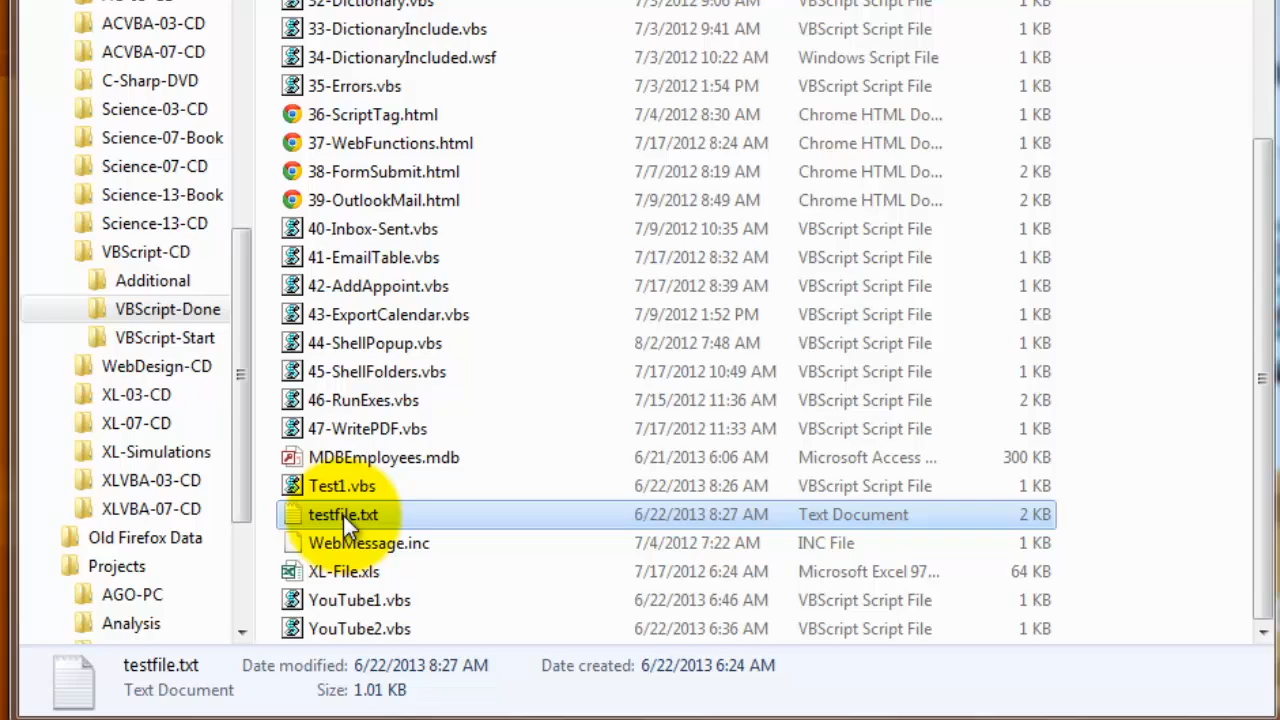 ACVBA-03-CD
ACVBA-07-CD
C-Sharp-DVD
Science-03-CD
Science-07-Book
Science-07-CD
Science-13-Book
Science-13-CD
VBScript-CD
Additional
VBScript-Done
VBScript-Start
WebDesign-CD
XL-03-CD
XL-07-CD
XL-Simulations
XLVBA-03-CD
XLVBA-07-CD
Old Firefox Data
Projects
AGO-PC
Analysis
32-Dictionary.vbs 7/3/2012 9:06 AM VBScript Script File 1 KB
33-DictionaryInclude.vbs 7/3/2012 9:41 AM VBScript Script File 1 KB
34-DictionaryIncluded.wsf 7/3/2012 10:22 AM Windows Script File 1 KB
35-Errors.vbs 7/3/2012 1:54 PM VBScript Script File 1 KB
36-ScriptTag.html 7/4/2012 8:30 AM Chrome HTML Do... 1 KB
37-WebFunctions.html 7/17/2012 8:24 AM Chrome HTML Do... 1 KB
38-FormSubmit.html 7/7/2012 8:19 AM Chrome HTML Do... 2 KB
39-OutlookMail.html 7/9/2012 8:49 AM Chrome HTML Do... 2 KB
40-Inbox-Sent.vbs 7/9/2012 10:35 AM VBScript Script File 1 KB
41-EmailTable.vbs 7/17/2012 8:32 AM VBScript Script File 1 KB
42-AddAppoint.vbs 7/17/2012 8:39 AM VBScript Script File 1 KB
43-ExportCalendar.vbs 7/9/2012 1:52 PM VBScript Script File 1 KB
44-ShellPopup.vbs 8/2/2012 7:48 AM VBScript Script File 1 KB
45-ShellFolders.vbs 7/17/2012 10:49 AM VBScript Script File 1 KB
46-RunExes.vbs 7/15/2012 11:36 AM VBScript Script File 2 KB
47-WritePDF.vbs 7/17/2012 11:33 AM VBScript Script File 1 KB
MDBEmployees.mdb 6/21/2013 6:06 AM Microsoft Access ... 300 KB
Test1.vbs 6/22/2013 8:26 AM VBScript Script File 1 KB
testfile.txt 6/22/2013 8:27 AM Text Document 2 KB
WebMessage.inc 7/4/2012 7:22 AM INC File 1 KB
XL-File.xls 7/17/2012 6:24 AM Microsoft Excel 97... 64 KB
YouTube1.vbs 6/22/2013 6:46 AM VBScript Script File 1 KB
YouTube2.vbs 6/22/2013 6:36 AM VBScript Script File 1 KB
testfile.txt Date modified: 6/22/2013 8:27 AM Date created: 6/22/2013 6:24 AM
Text Document Size: 1.01 KB